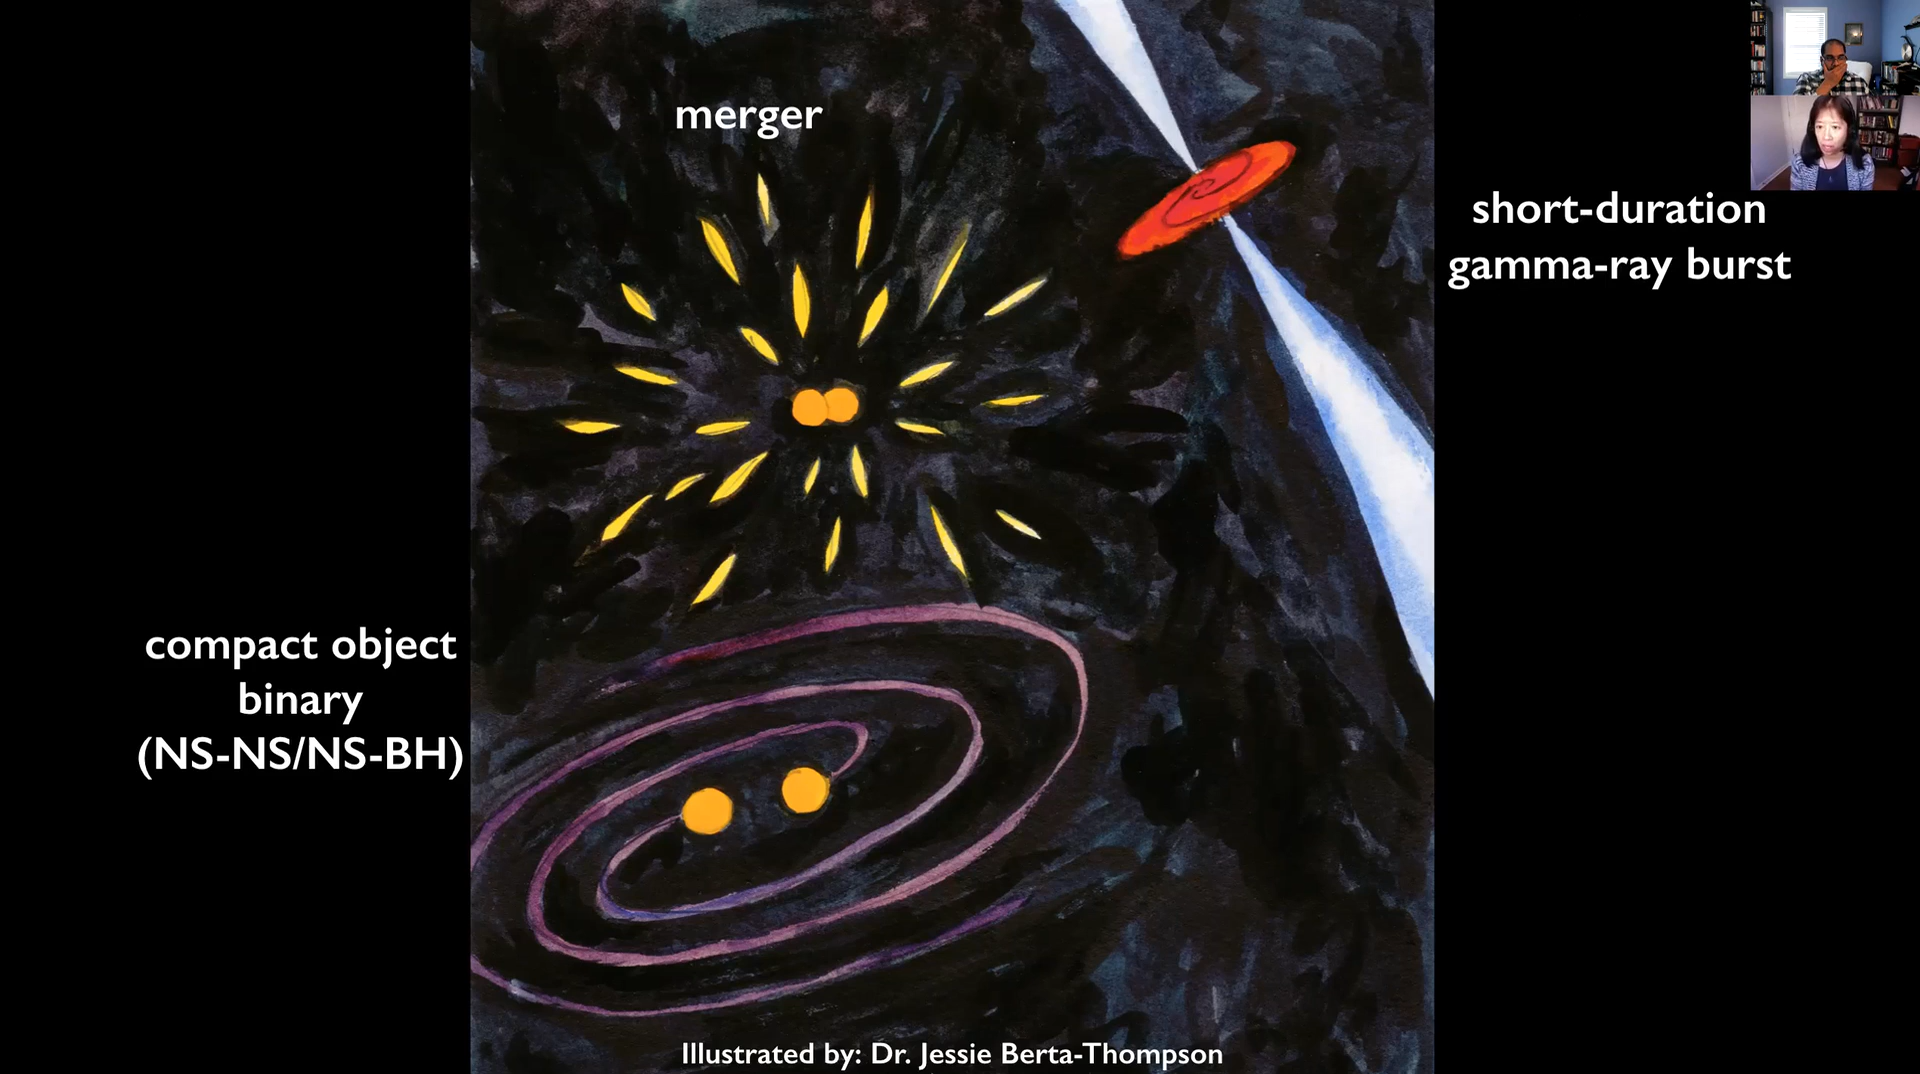 merger
short-duration
gamma-ray burst
compact object
binary
(NS-NS/NS-BH)
Illustrated by: Dr. Jessie Berta-Thompson